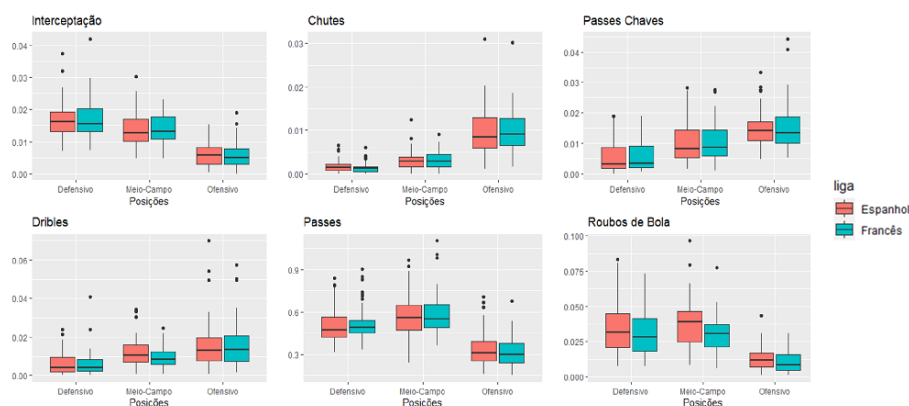 Interceptação
0.04
0.03
0.02
0.01
0.00
Defensivo Meio-Campo Ofensivo
Posições
Chutes
0.03
0.02
0.01
0.00
Defensivo Meio-Campo Ofensivo
Posições
Passes Chaves
0.04
0.03
0.02
0.01
0.00
Defensivo Meio-Campo Ofensivo
Posições
liga
Espanhol
Francês
Dribles
0.06
0.04
0.02
0.00
Defensivo Meio-Campo Ofensivo
Posições
Passes
0.9
0.6
0.3
Defensivo Meio-Campo Ofensivo
Posições
Roubos de Bola
0.100
0.075
0.050
0.025
0.000
Defensivo Meio-Campo Ofensivo
Posições